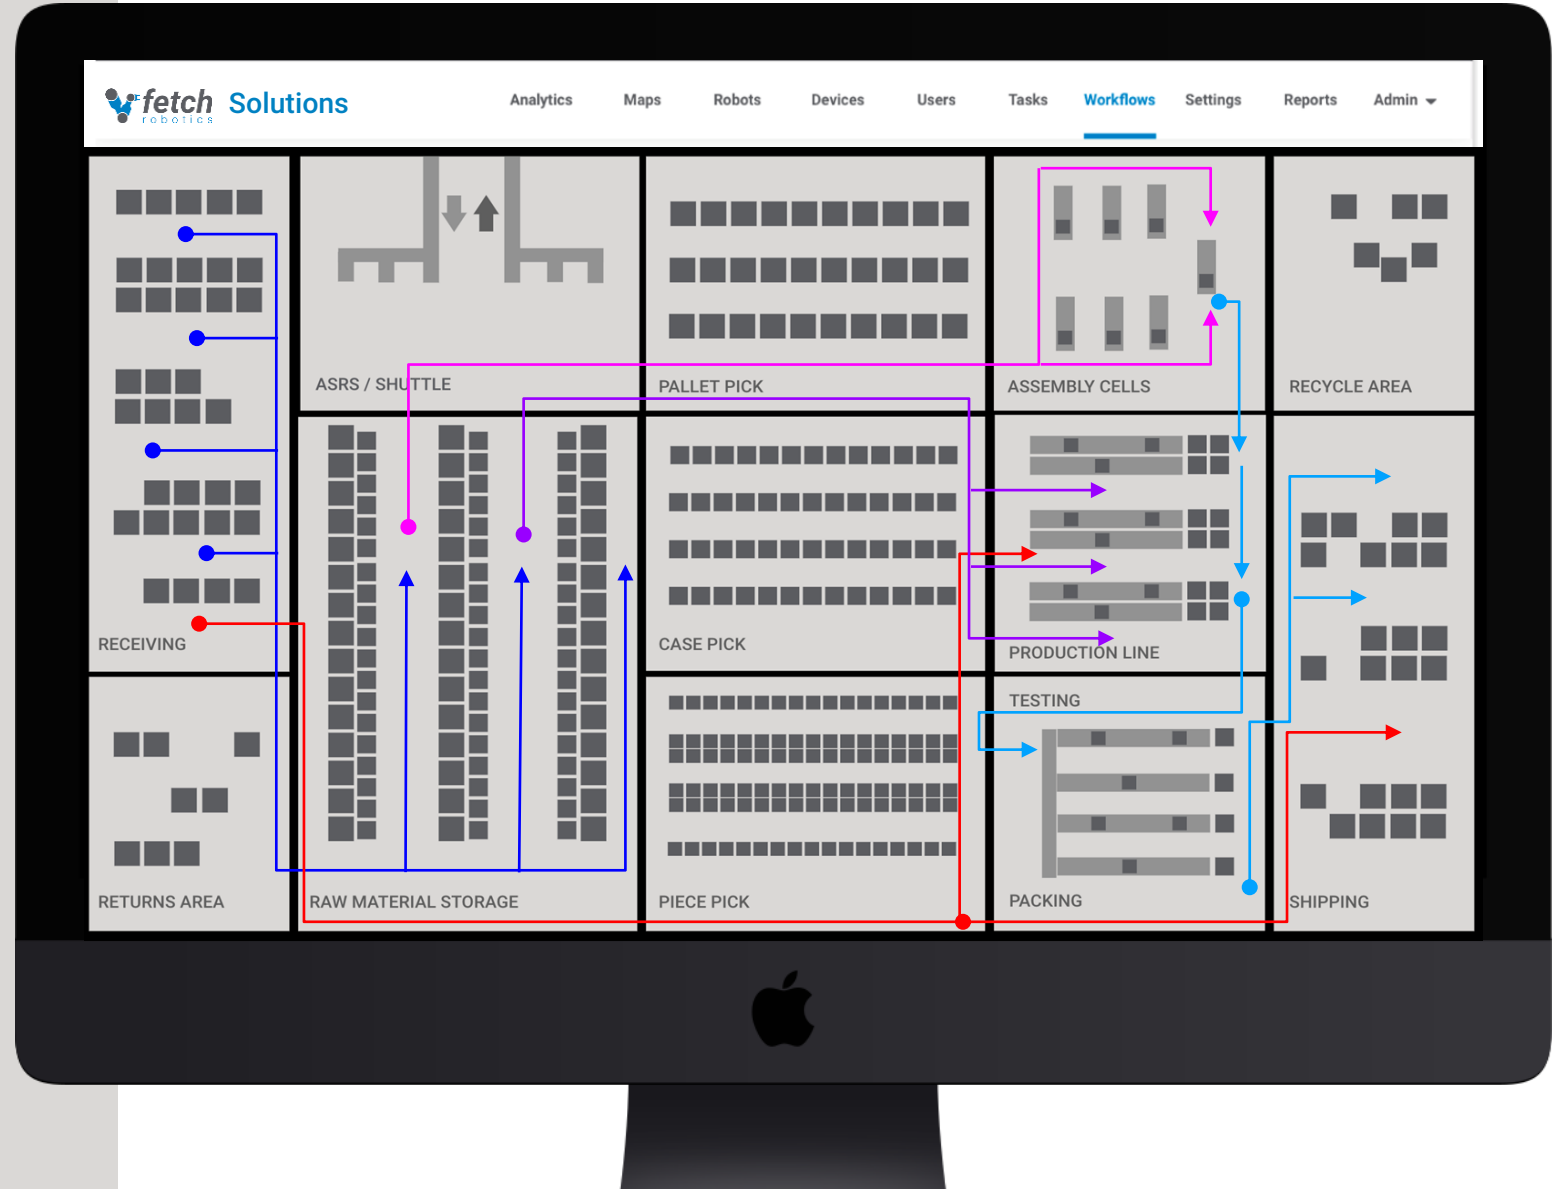 fetch robotics Solutions
Analytics Maps Robots Devices Users Tasks Workflows Settings Reports Admin
ASRS / SHUTTLE
PALLET PICK
ASSEMBLY CELLS
RECYCLE AREA
RECEIVING
CASE PICK
PRODUCTION LINE
TESTING
RETURNS AREA
RAW MATERIAL STORAGE
PIECE PICK
PACKING
SHIPPING